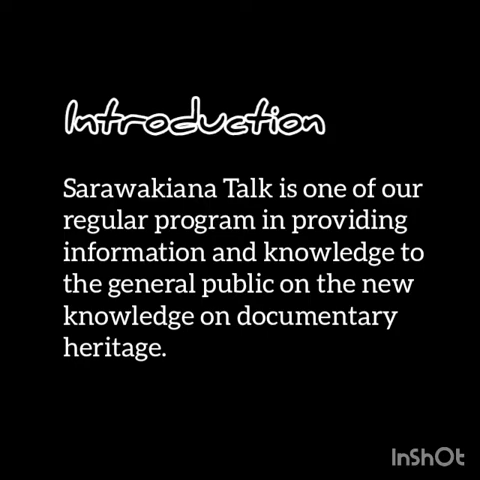 Introduction
Sarawakiana Talk is one of our
regular program in providing
information and knowledge to
the general public on the new
knowledge on documentary
heritage.
InShOt